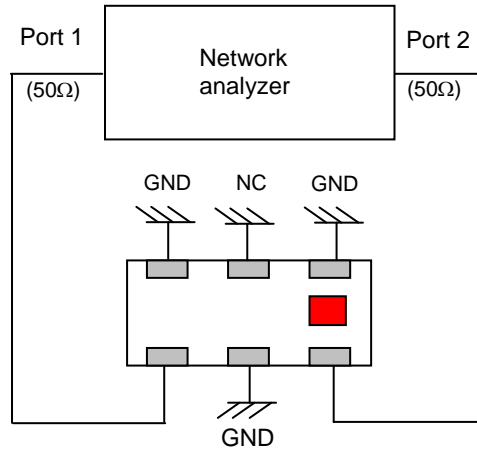 Port 1
Network
analyzer
Port 2
(50Ω)
(50Ω)
GND
NC
GND
GND